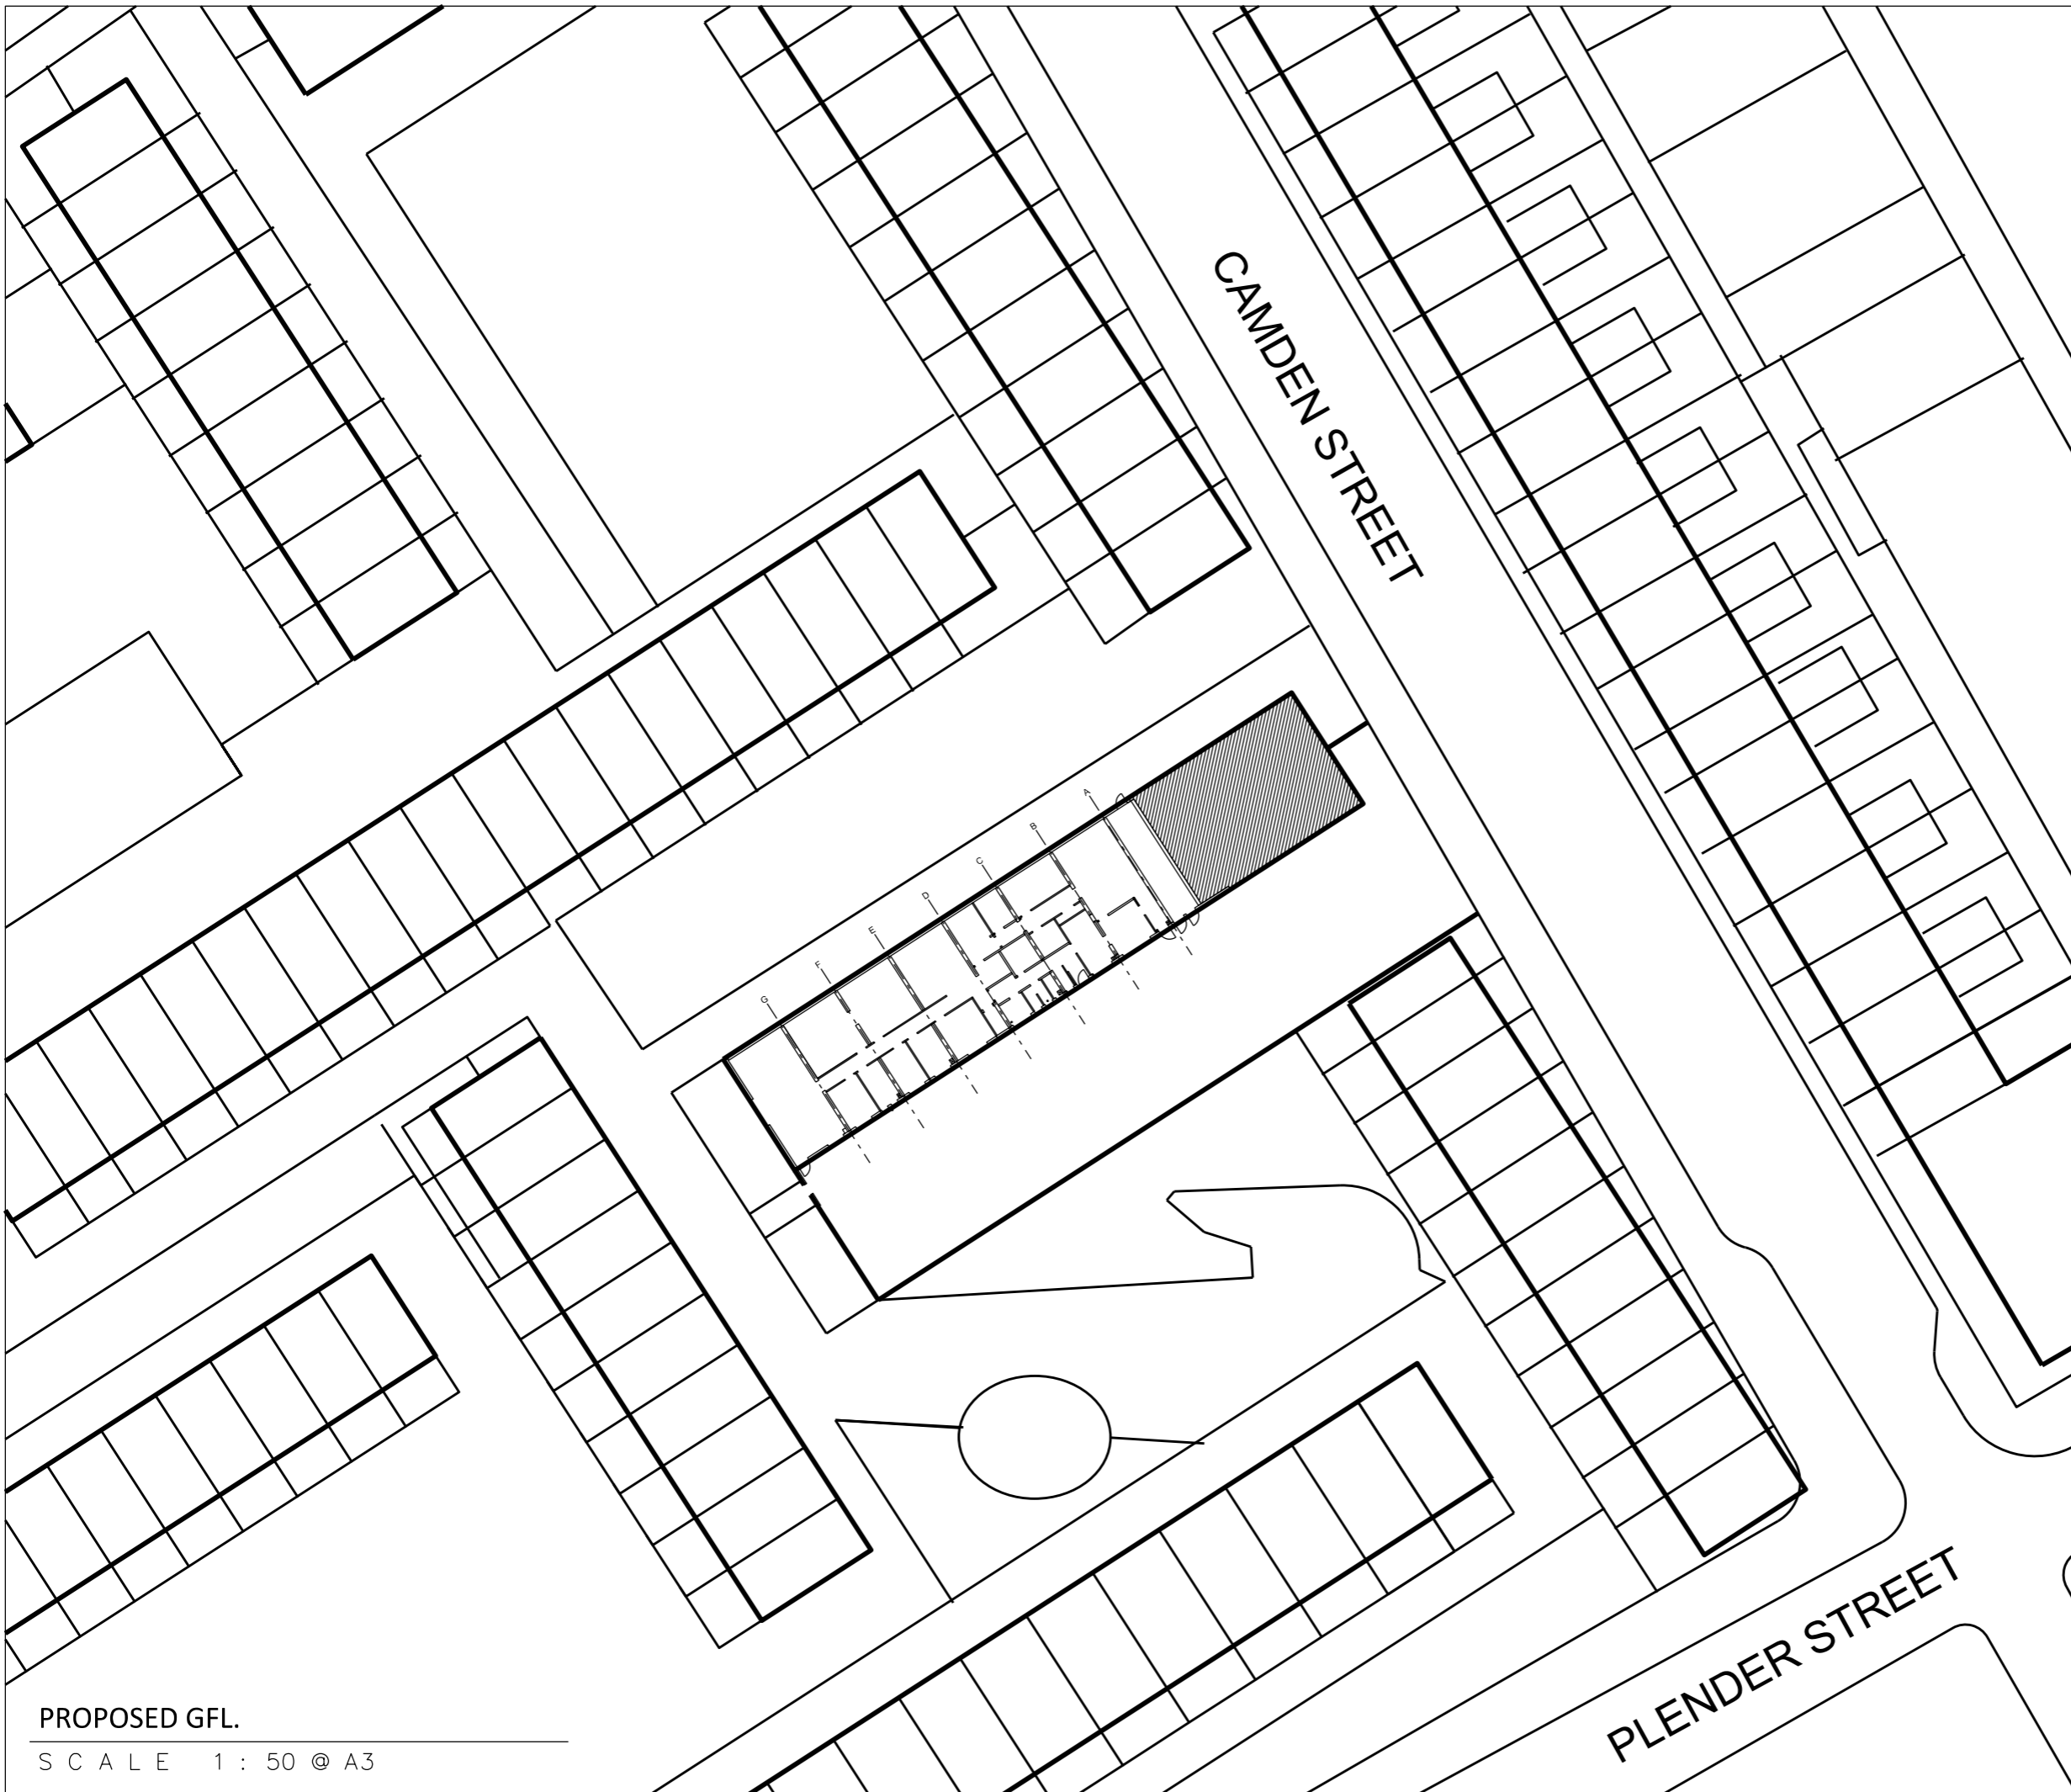 CAMDEN STREET
A
B
C
D
E
F
G
PLENDER STREET
PROPOSED GFL.
SCALE 1 : 50 @ A3